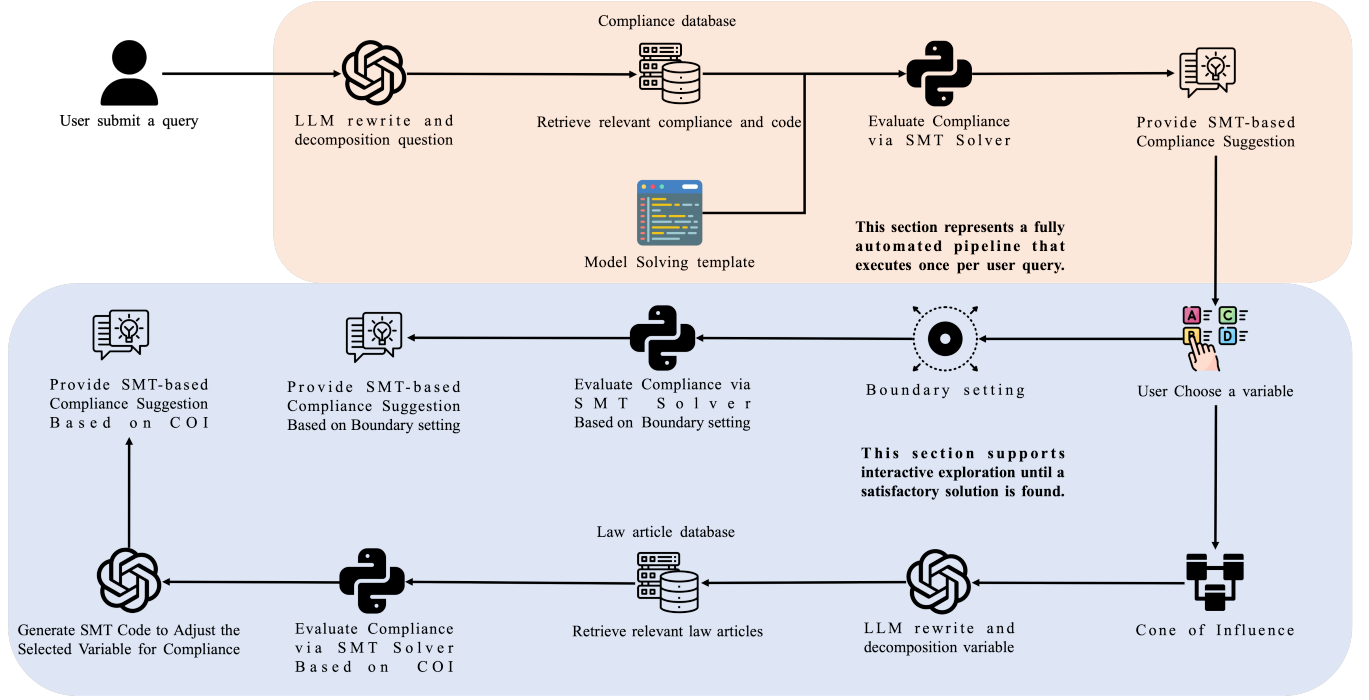 Compliance database
User submit a query
LLM rewrite and
decomposition question
Retrieve relevant compliance and code
Evaluate Compliance
via SMT Solver
Provide SMT-based
Compliance Suggestion
Model Solving template
This section represents a fully
automated pipeline that
executes once per user query.
A
C
B
D
Provide SMT-based
Compliance Suggestion
Based on COI
Provide SMT-based
Compliance Suggestion
Based on Boundary setting
Evaluate Compliance via
SMT Solver
Based on Boundary setting
Boundary setting
User Choose a variable
This section supports
interactive exploration until a
satisfactory solution is found.
Law article database
Generate SMT Code to Adjust the
Selected Variable for Compliance
Evaluate Compliance
via SMT Solver
Based on COI
Retrieve relevant law articles
LLM rewrite and
decomposition variable
Cone of Influence